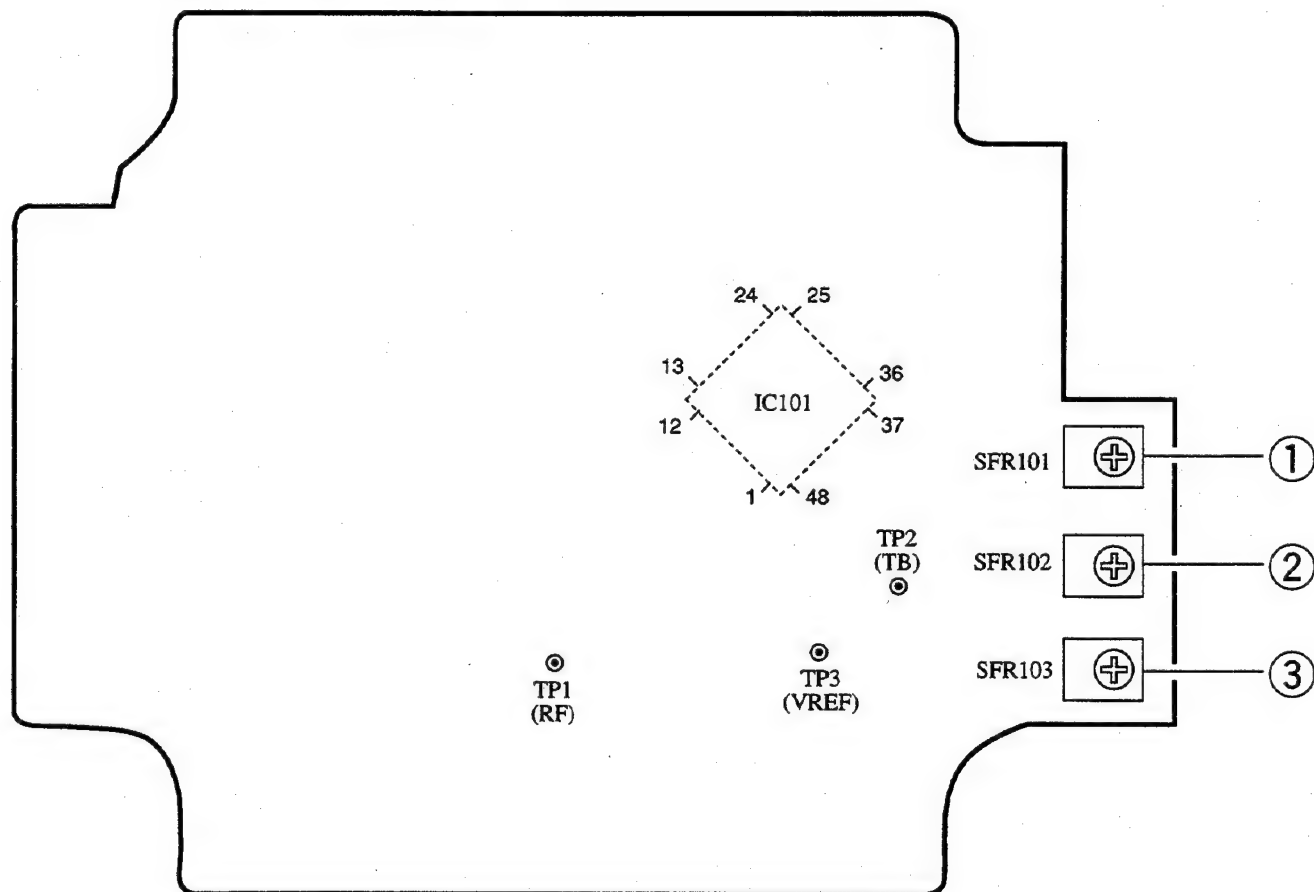 24
25
13
36
IC101
12
37
1
48
SFR101
①
TP2
(TB)
SFR102
②
TP1
(RF)
TP3
(VREF)
SFR103
③